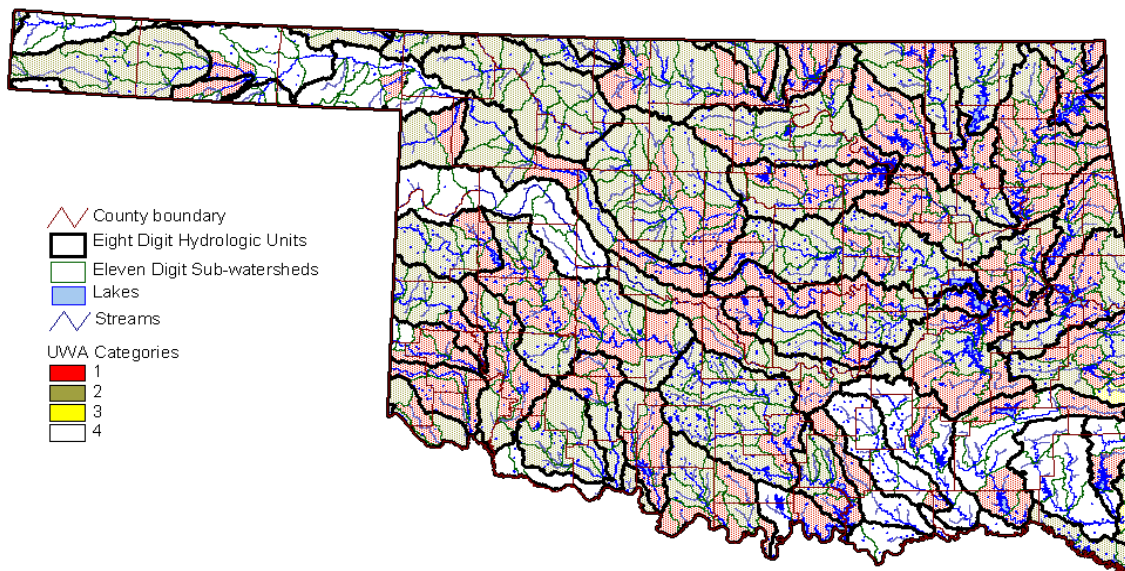 County boundary
Eight Digit Hydrologic Units
Eleven Digit Sub-watersheds
Lakes
Streams
UWA Categories
1
2
3
4